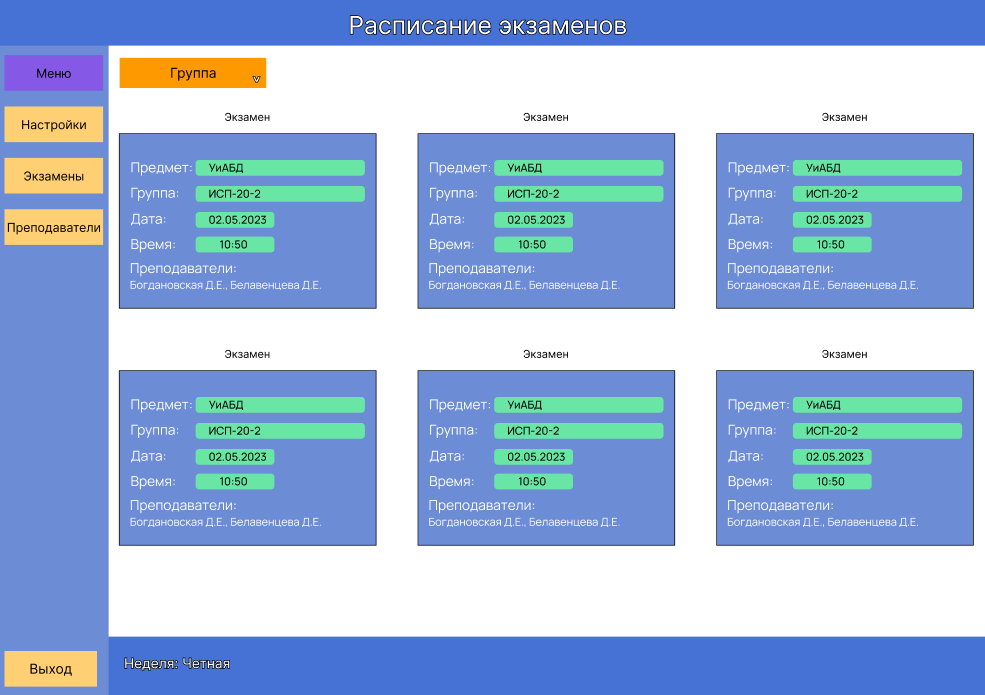 Расписание экзаменов
Меню
Настройки
Экзамены
Преподаватели
Выход
Группа
Экзамен
Предмет: УиАБД
Группа: ИСП-20-2
Дата: 02.05.2023
Время: 10:50
Преподаватели:
Богдановская Д.Е., Белавенцева Д.Е.
Экзамен
Предмет: УиАБД
Группа: ИСП-20-2
Дата: 02.05.2023
Время: 10:50
Преподаватели:
Богдановская Д.Е., Белавенцева Д.Е.
Экзамен
Предмет: УиАБД
Группа: ИСП-20-2
Дата: 02.05.2023
Время: 10:50
Преподаватели:
Богдановская Д.Е., Белавенцева Д.Е.
Экзамен
Предмет: УиАБД
Группа: ИСП-20-2
Дата: 02.05.2023
Время: 10:50
Преподаватели:
Богдановская Д.Е., Белавенцева Д.Е.
Экзамен
Предмет: УиАБД
Группа: ИСП-20-2
Дата: 02.05.2023
Время: 10:50
Преподаватели:
Богдановская Д.Е., Белавенцева Д.Е.
Экзамен
Предмет: УиАБД
Группа: ИСП-20-2
Дата: 02.05.2023
Время: 10:50
Преподаватели:
Богдановская Д.Е., Белавенцева Д.Е.
Неделя: Четная